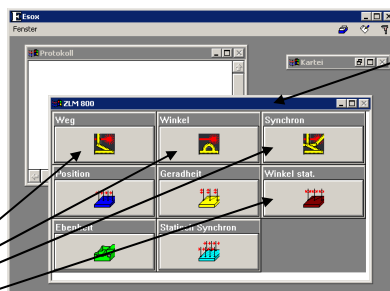 Esox
Fenster
Protokoll
Kartei
ZLM 800
Weg Winkel Synchron
Position Geradheit Winkel stat.
Ebenheit Statisch Synchron